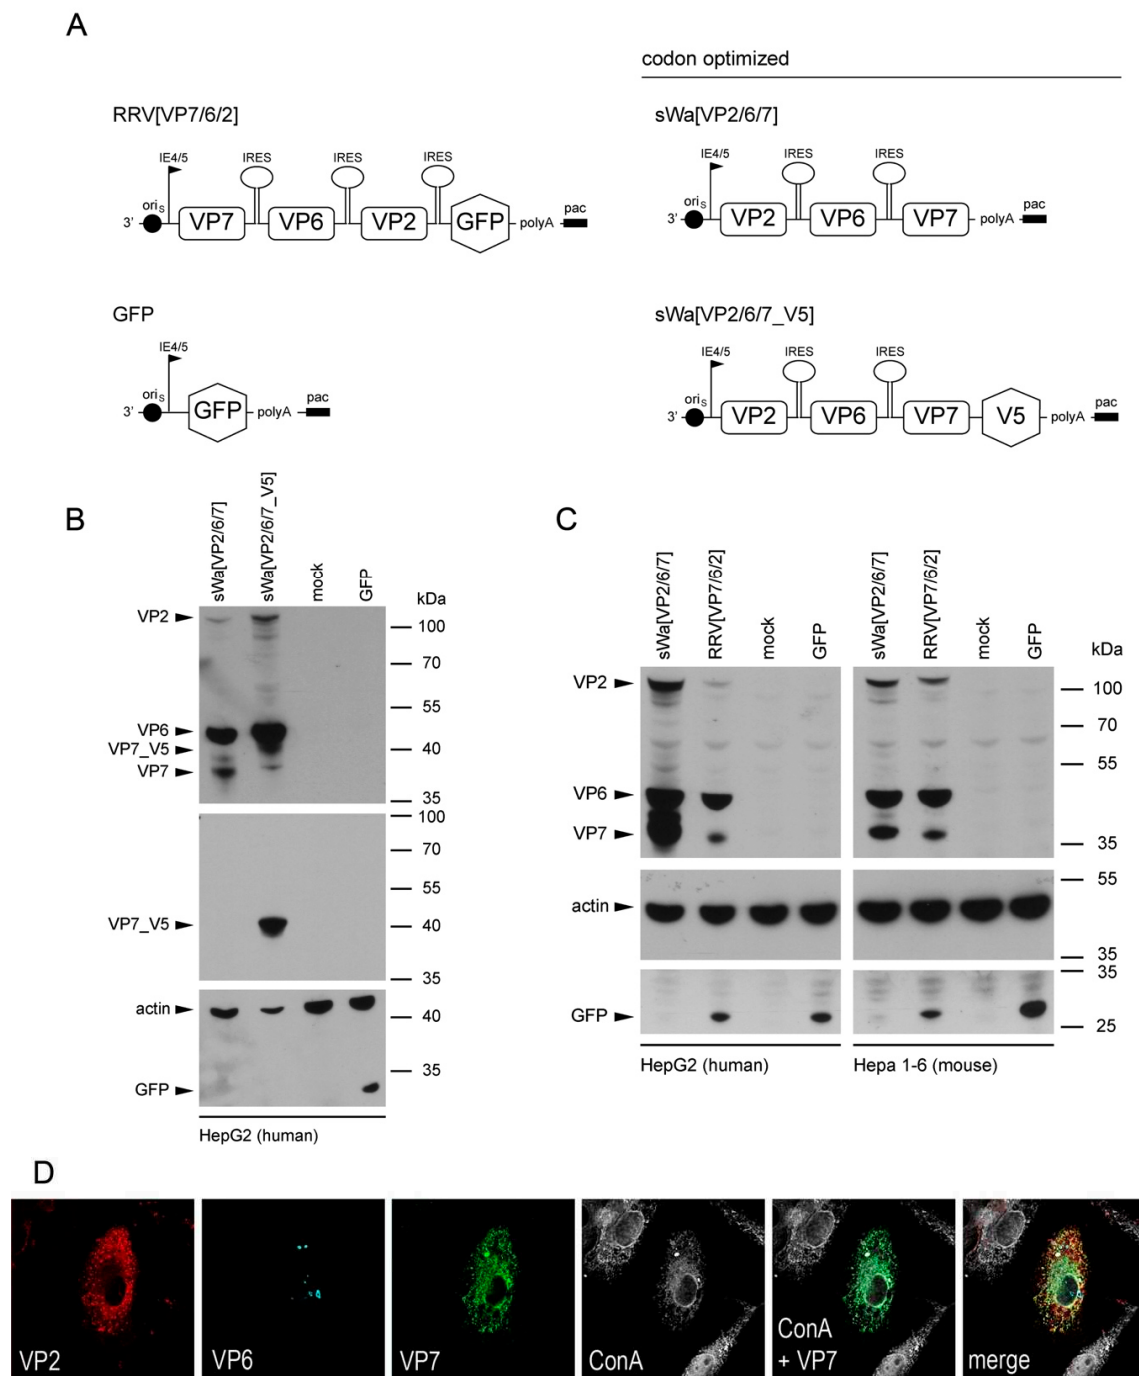 A
codon optimized
RRV[VP7/6/2]
IE4/5 IRES IRES IRES
3' oriS VP7 VP6 VP2 GFP polyA pac
sWa[VP2/6/7]
IE4/5 IRES IRES
3' oriS VP2 VP6 VP7 polyA pac
GFP
IE4/5
3' oriS GFP polyA pac
sWa[VP2/6/7_V5]
IE4/5 IRES IRES
3' oriS VP2 VP6 VP7 V5 polyA pac
B
sWa[VP2/6/7]
sWa[VP2/6/7_V5]
mock
GFP
kDa
VP2
100
70
55
VP6
VP7_V5
40
VP7
35
100
70
55
VP7_V5
40
35
actin
40
35
GFP
HepG2 (human)
C
sWa[VP2/6/7]
RRV[VP7/6/2]
mock
GFP
sWa[VP2/6/7]
RRV[VP7/6/2]
mock
GFP
kDa
VP2
100
70
55
VP6
VP7
35
55
actin
35
35
GFP
25
HepG2 (human)
Hepa 1-6 (mouse)
D
VP2
VP6
VP7
ConA
ConA
+ VP7
merge